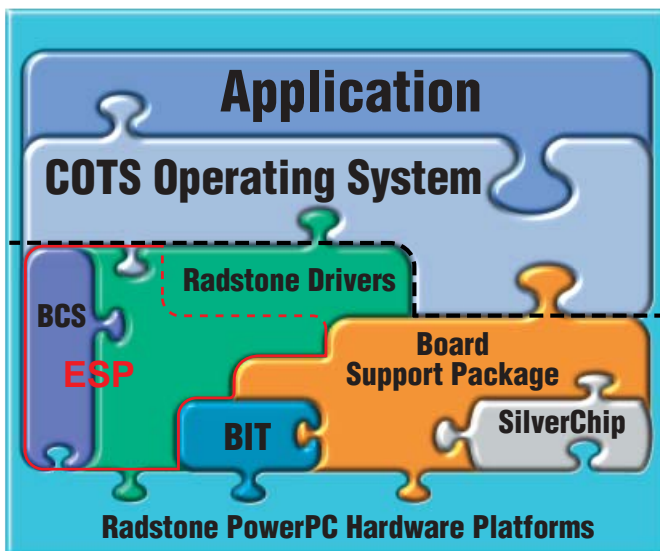 Application
COTS Operating System
Radstone Drivers
BCS
ESP
Board
Support Package
BIT
SilverChip
Radstone PowerPC Hardware Platforms